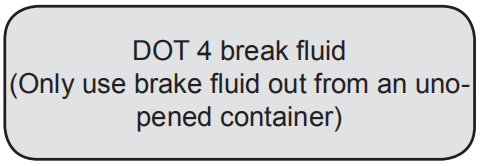 DOT 4 break fluid
(Only use brake fluid out from an uno-
pened container)